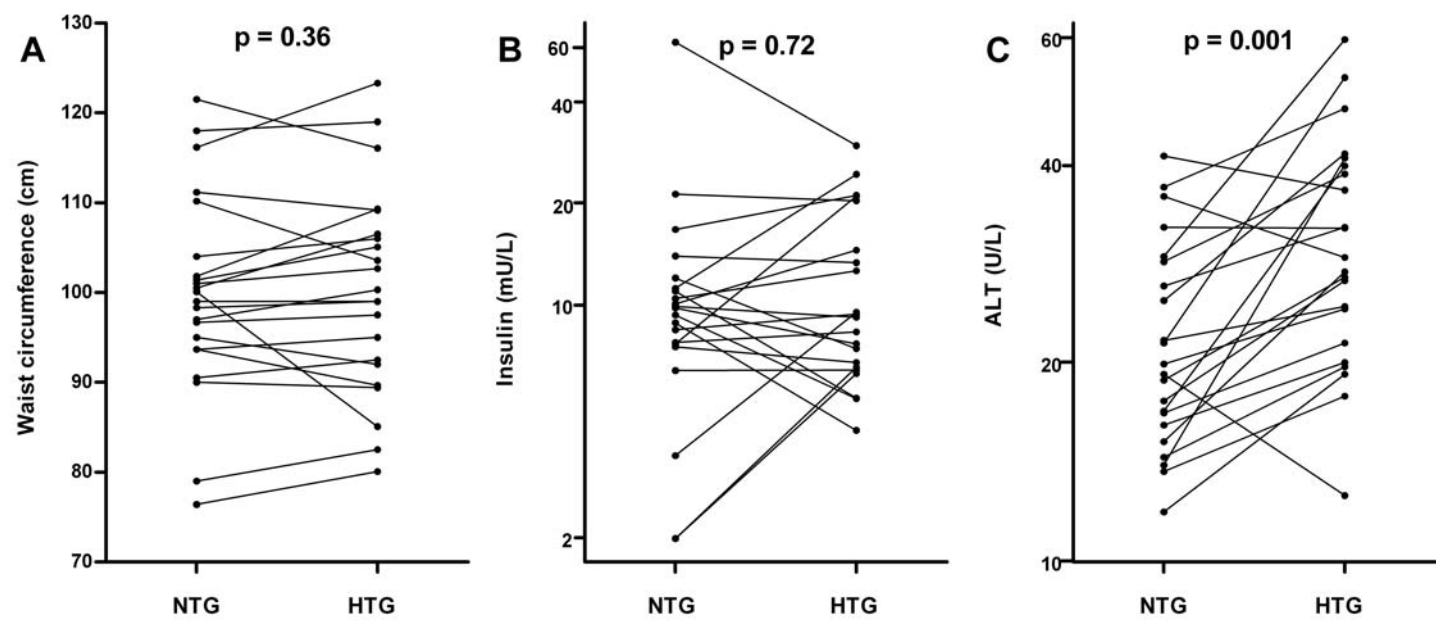 A
p = 0.36
Waist circumference (cm)
130
120
110
100
90
80
70
NTG
HTG
B
p = 0.72
Insulin (mU/L)
60
40
20
10
2
NTG
HTG
C
p = 0.001
ALT (U/L)
60
40
20
10
NTG
HTG